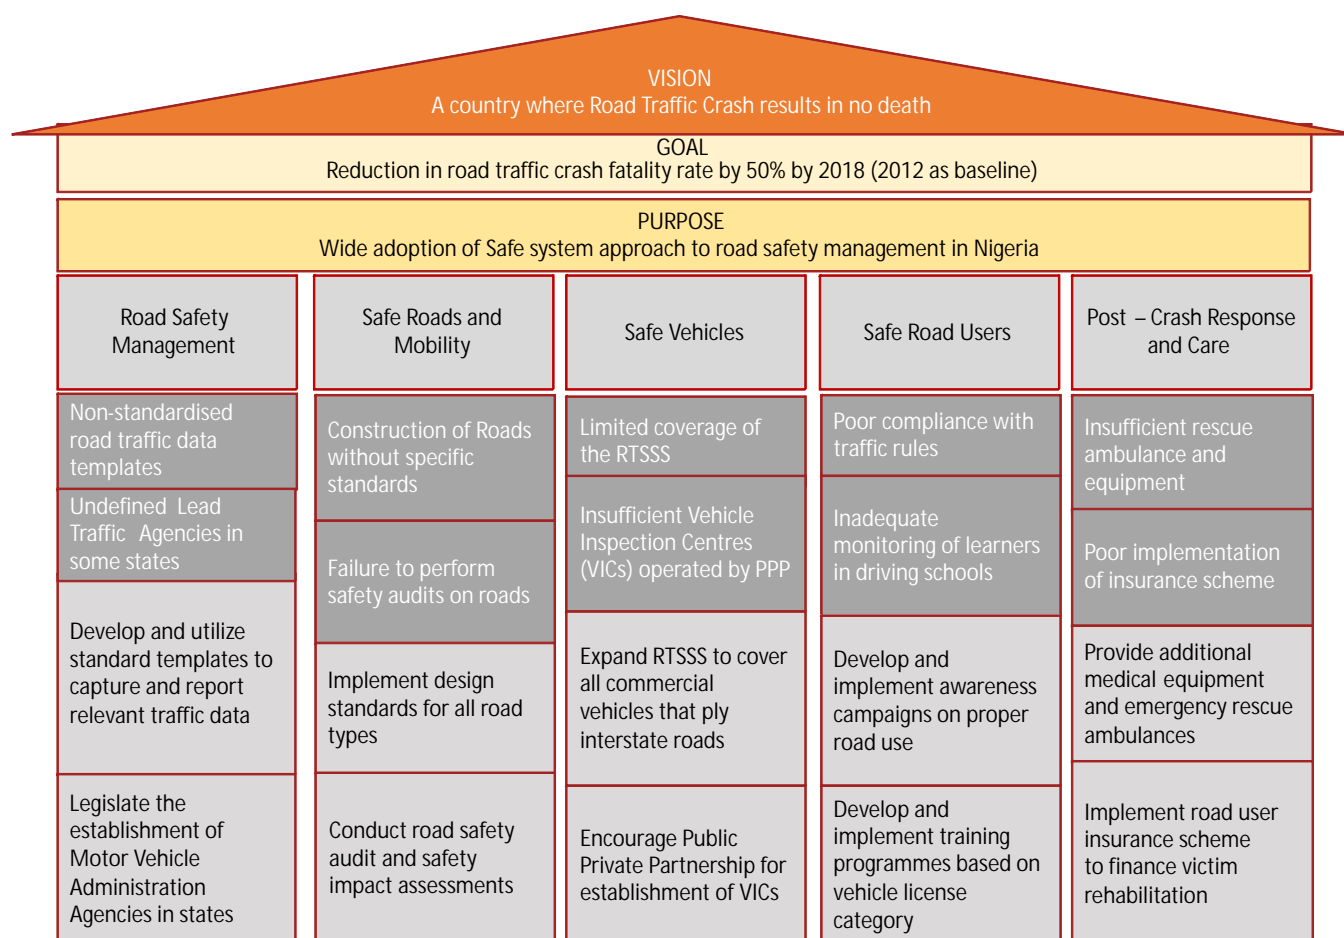 VISION
A country where Road Traffic Crash results in no death
GOAL
Reduction in road traffic crash fatality rate by 50% by 2018 (2012 as baseline)
PURPOSE
Wide adoption of Safe system approach to road safety management in Nigeria
Road Safety
Management
Non-standardised
road traffic data
templates
Undefined Lead
Traffic Agencies in
some states
Develop and utilize
standard templates to
capture and report
relevant traffic data
Legislate the
establishment of
Motor Vehicle
Administration
Agencies in states
Safe Roads and
Mobility
Construction of Roads
without specific
standards
Failure to perform
safety audits on roads
Implement design
standards for all road
types
Conduct road safety
audit and safety
impact assessments
Safe Vehicles
Limited coverage of
the RTSSS
Insufficient Vehicle
Inspection Centres
(VICs) operated by PPP
Expand RTSSS to cover
all commercial
vehicles that ply
interstate roads
Encourage Public
Private Partnership for
establishment of VICs
Safe Road Users
Poor compliance with
traffic rules
Inadequate
monitoring of learners
in driving schools
Develop and
implement awareness
campaigns on proper
road use
Develop and
implement training
programmes based on
vehicle license
category
Post – Crash Response
and Care
Insufficient rescue
ambulance and
equipment
Poor implementation
of insurance scheme
Provide additional
medical equipment
and emergency rescue
ambulances
Implement road user
insurance scheme
to finance victim
rehabilitation